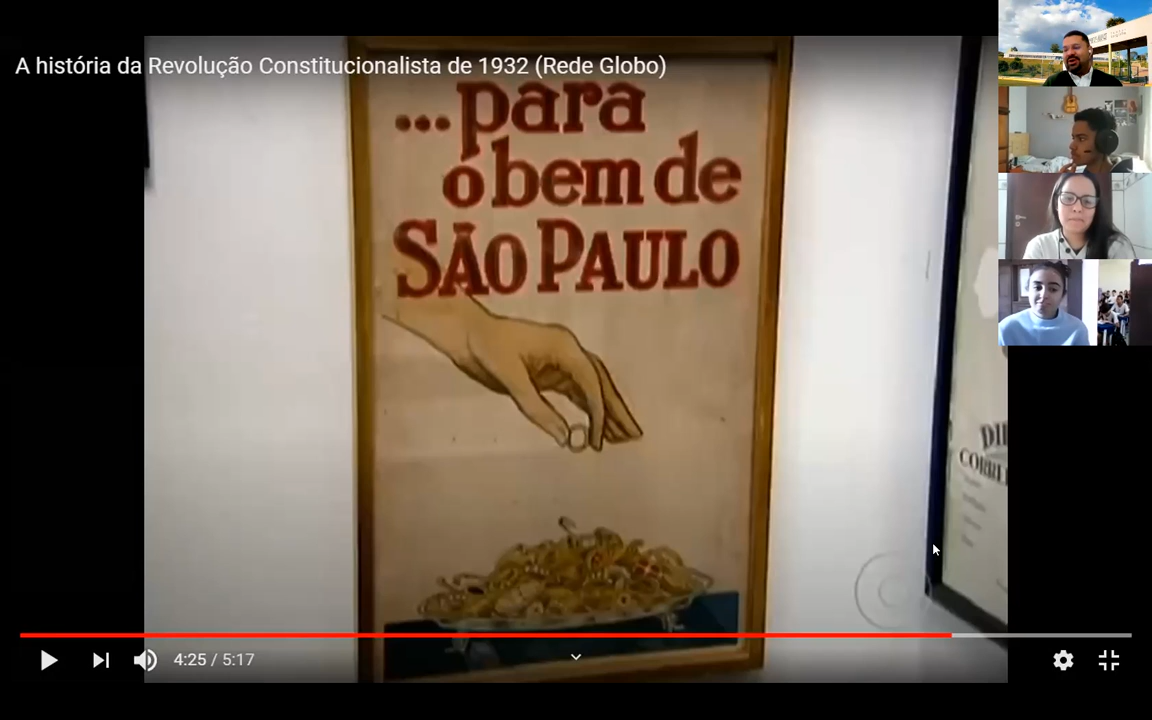 A história da Revolução Constitucionalista de 1932 (Rede Globo)
...para
o bem de
SÃO PAULO
4:25 / 5:17